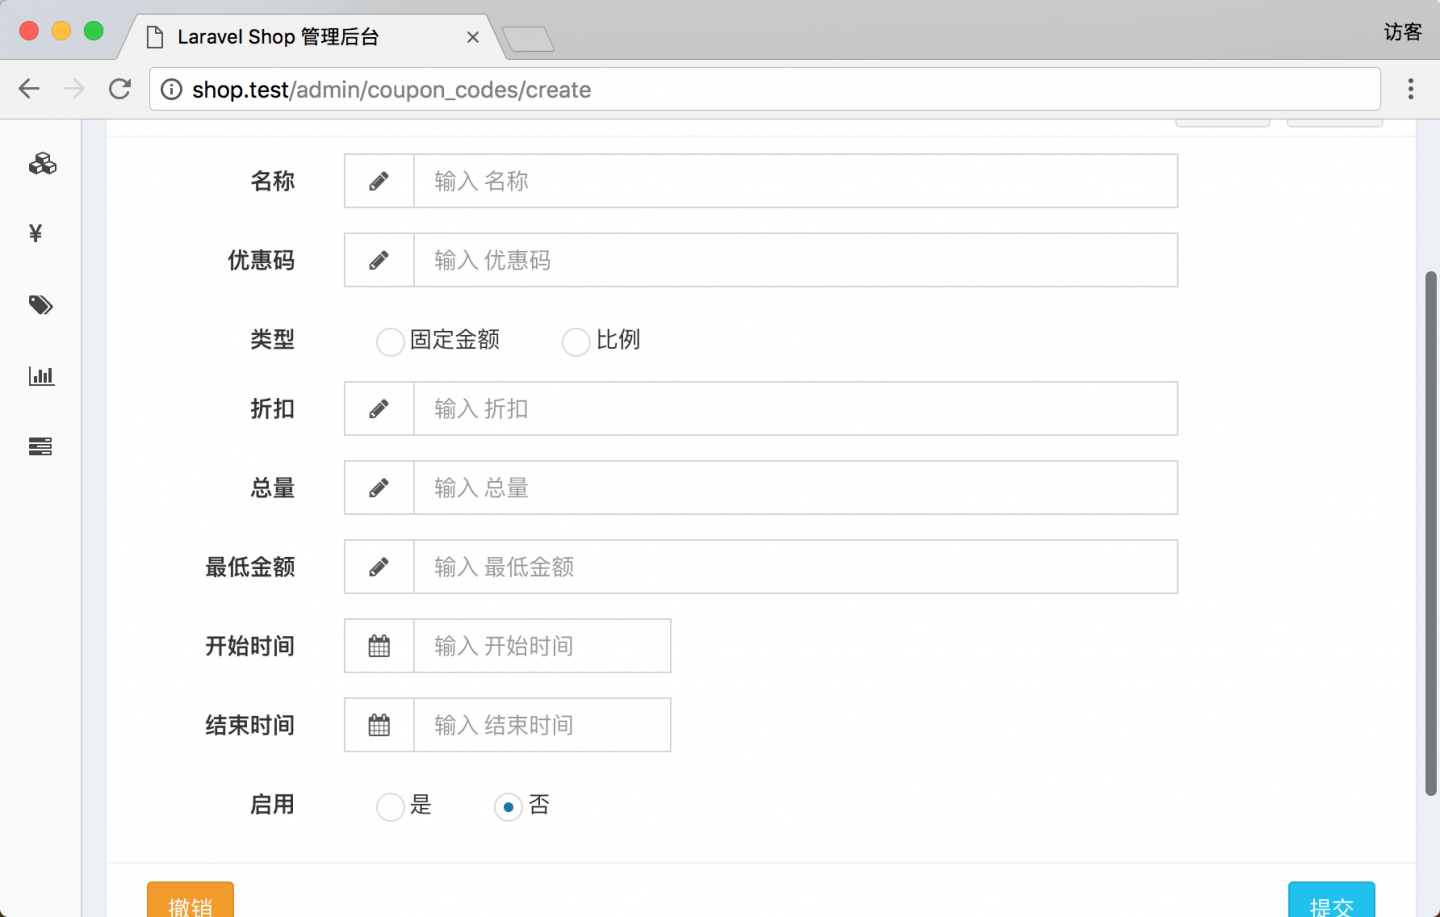 Laravel Shop 管理后台
访客
shop.test/admin/coupon_codes/create
名称 输入 名称
优惠码 输入 优惠码
类型 固定金额 比例
折扣 输入 折扣
总量 输入 总量
最低金额 输入 最低金额
开始时间 输入 开始时间
结束时间 输入 结束时间
启用 是 否
撤销 提交